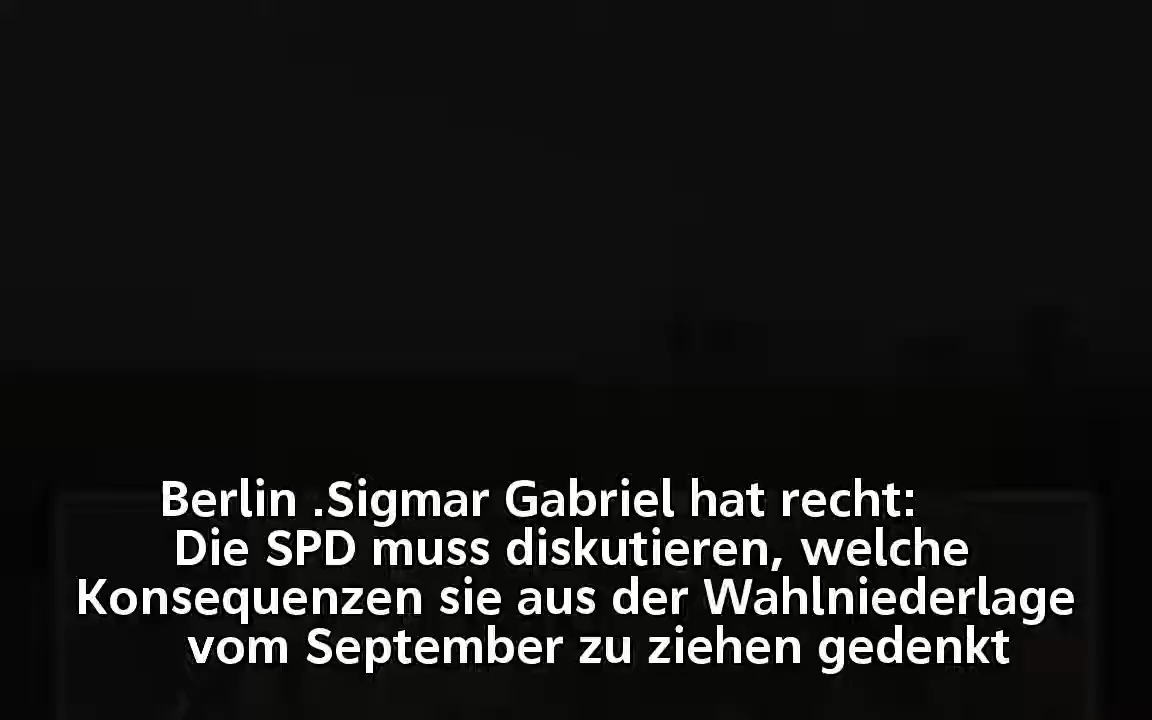 Berlin .Sigmar Gabriel hat recht:
Die SPD muss diskutieren, welche
Konsequenzen sie aus der Wahlniederlage
vom September zu ziehen gedenkt